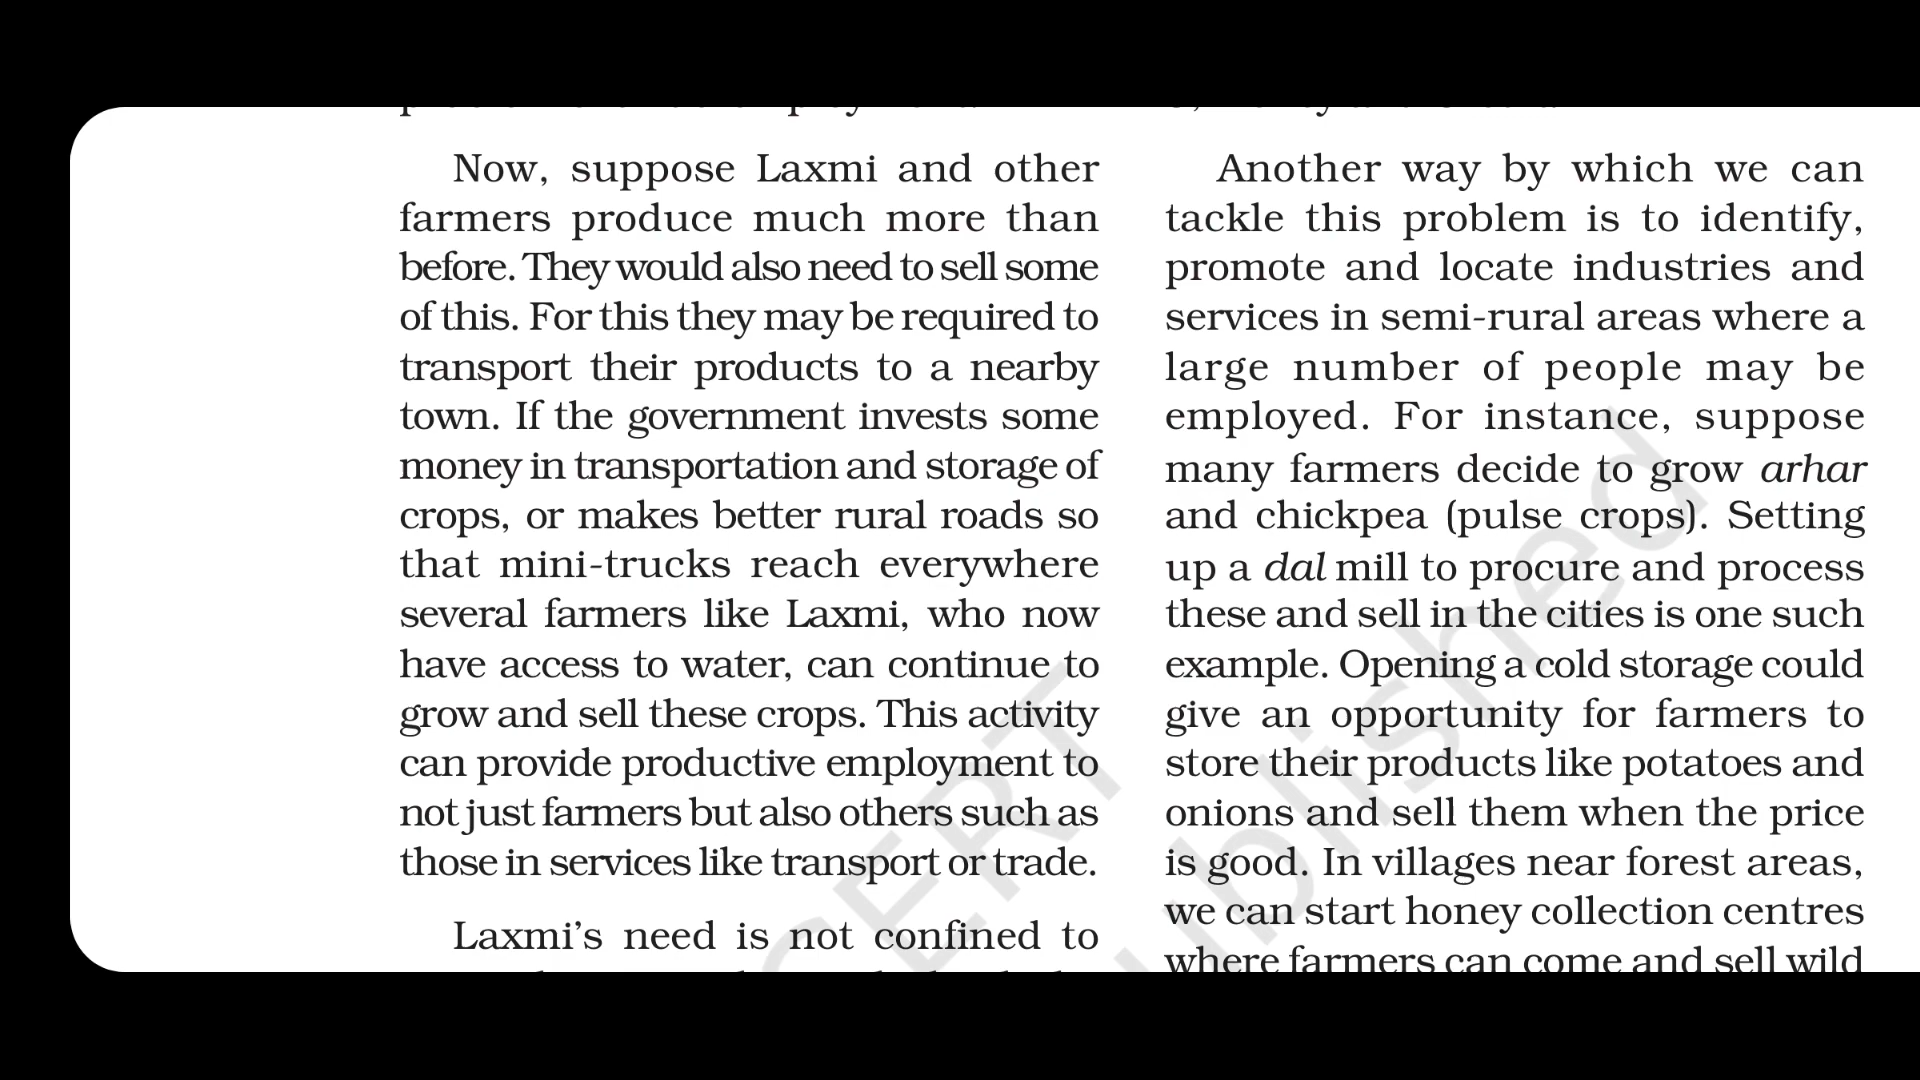 Now, suppose Laxmi and other
farmers produce much more than
before. They would also need to sell some
of this. For this they may be required to
transport their products to a nearby
town. If the government invests some
money in transportation and storage of
crops, or makes better rural roads so
that mini-trucks reach everywhere
several farmers like Laxmi, who now
have access to water, can continue to
grow and sell these crops. This activity
can provide productive employment to
not just farmers but also others such as
those in services like transport or trade.
Laxmi’s need is not confined to
Another way by which we can
tackle this problem is to identify,
promote and locate industries and
services in semi-rural areas where a
large number of people may be
employed. For instance, suppose
many farmers decide to grow arhar
and chickpea (pulse crops). Setting
up a dal mill to procure and process
these and sell in the cities is one such
example. Opening a cold storage could
give an opportunity for farmers to
store their products like potatoes and
onions and sell them when the price
is good. In villages near forest areas,
we can start honey collection centres
where farmers can come and sell wild